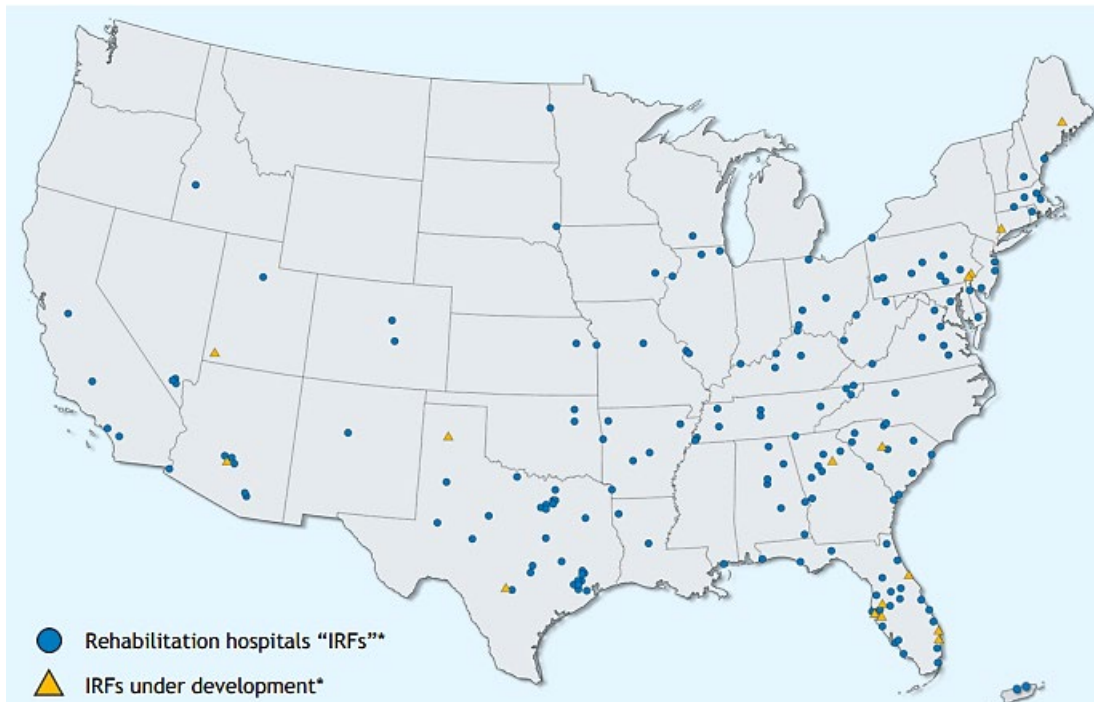 Rehabilitation hospitals “IRFs”*
IRFs under development*